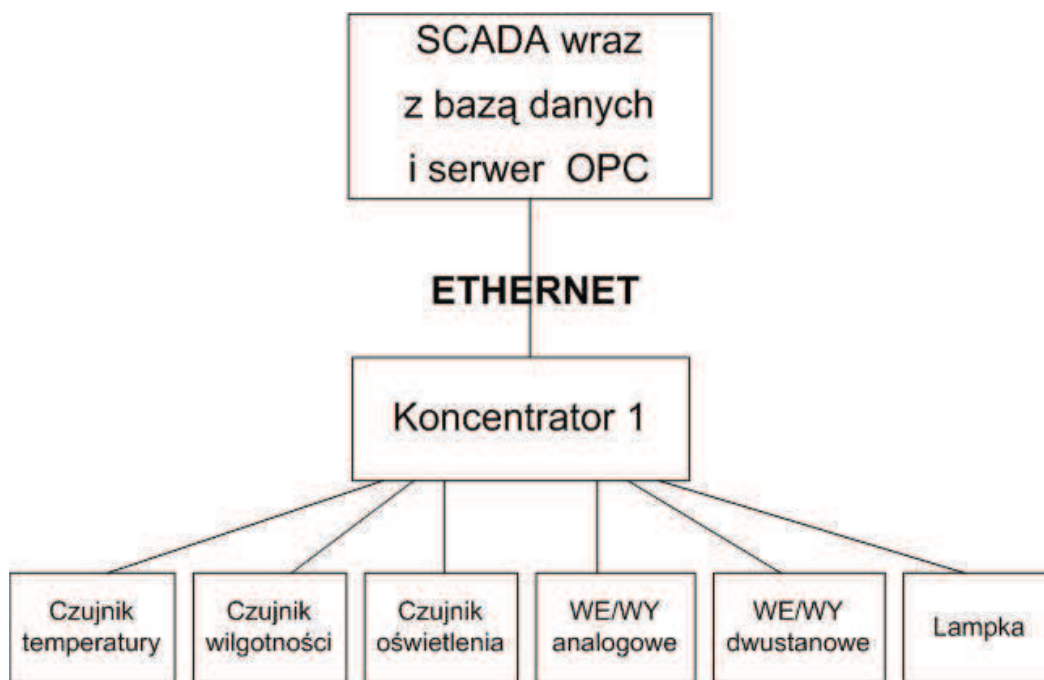 SCADA wraz
z bazą danych
i serwer OPC
ETHERNET
Koncentrator 1
Czujnik
temperatury
Czujnik
wilgotności
Czujnik
oświetlenia
WE/WY
analogowe
WE/WY
dwustanowe
Lampka